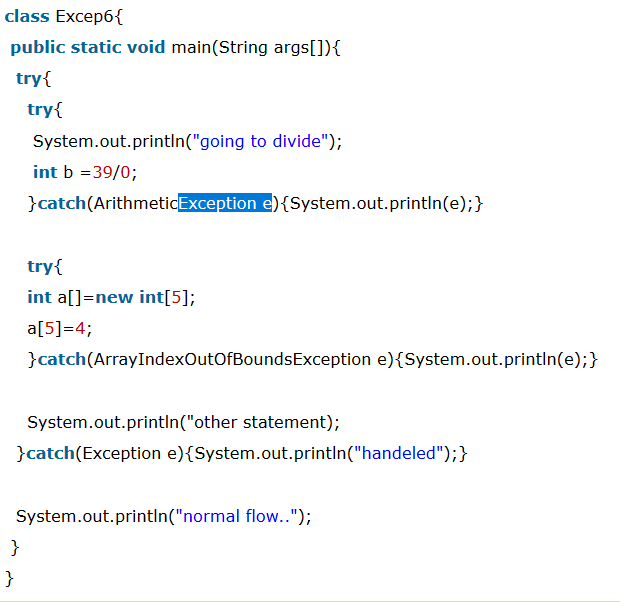 class Excep6{
public static void main(String args[]){
try{
try{
System.out.println("going to divide");
int b =39/0;
}catch(ArithmeticException e){System.out.println(e);}
try{
int a[]=new int[5];
a[5]=4;
}catch(ArrayIndexOutOfBoundsException e){System.out.println(e);}
System.out.println("other statement);
}catch(Exception e){System.out.println("handeled");}
System.out.println("normal flow..");
}
}